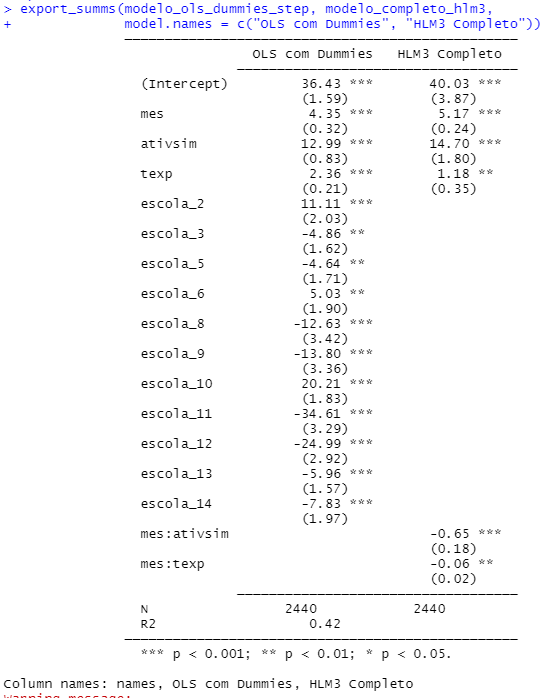 > export_summs(modelo_ols_dummies_step, modelo_completo_hlm3,
+ model.names = c("OLS com Dummies", "HLM3 Completo"))
OLS com Dummies HLM3 Completo
(Intercept) 36.43 *** 40.03 ***
(1.59) (3.87)
mes 4.35 *** 5.17 ***
(0.32) (0.24)
ativsim 12.99 *** 14.70 ***
(0.83) (1.80)
texp 2.36 *** 1.18 **
(0.21) (0.35)
escola_2 11.11 ***
(2.03)
escola_3 -4.86 **
(1.62)
escola_5 -4.64 **
(1.71)
escola_6 5.03 **
(1.90)
escola_8 -12.63 ***
(3.42)
escola_9 -13.80 ***
(3.36)
escola_10 20.21 ***
(1.83)
escola_11 -34.61 ***
(3.29)
escola_12 -24.99 ***
(2.92)
escola_13 -5.96 ***
(1.57)
escola_14 -7.83 ***
(1.97)
mes:ativsim -0.65 ***
(0.18)
mes:texp -0.06 **
(0.02)
N 2440 2440
R2 0.42
*** p < 0.001; ** p < 0.01; * p < 0.05.
Column names: names, OLS com Dummies, HLM3 Completo
Warning message: